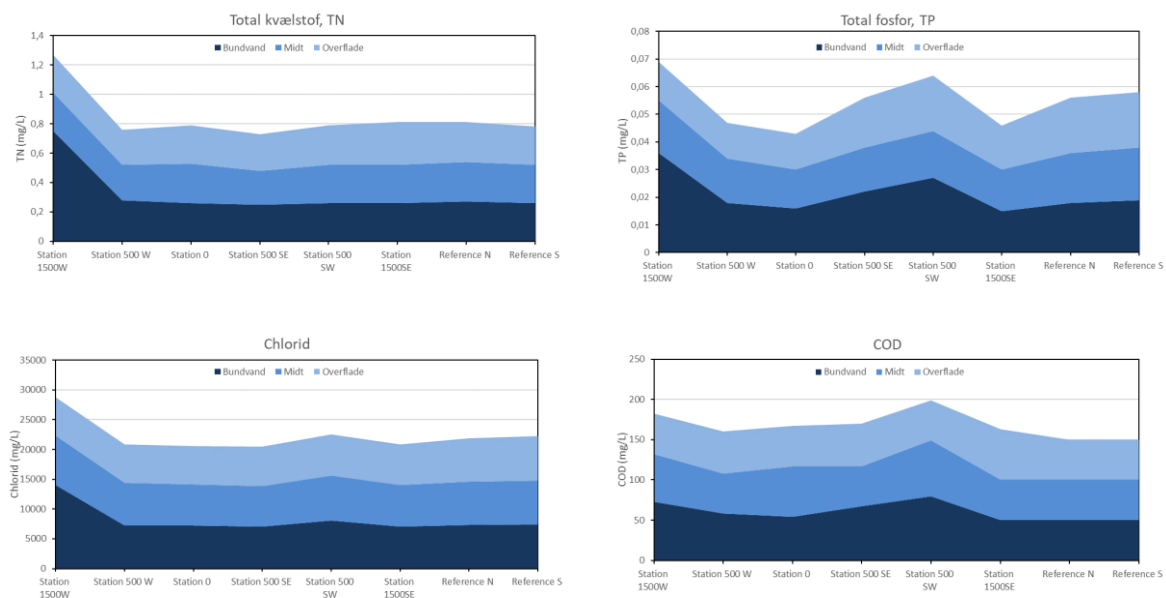 Total kvælstof, TN
Bundvand Midt Overflade
TN (mg/L)
1,4
1,2
1
0,8
0,6
0,4
0,2
0
Station 1500W
Station 500 W
Station 0
Station 500 SE
Station 500 SW
Station 1500SE
Reference N
Reference S
Total fosfor, TP
Bundvand Midt Overflade
TP (mg/L)
0,08
0,07
0,06
0,05
0,04
0,03
0,02
0,01
0
Station 1500W
Station 500 W
Station 0
Station 500 SE
Station 500 SW
Station 1500SE
Reference N
Reference S
Chlorid
Bundvand Midt Overflade
Chlorid (mg/L)
35000
30000
25000
20000
15000
10000
5000
0
Station 1500W
Station 500 W
Station 0
Station 500 SE
Station 500 SW
Station 1500SE
Reference N
Reference S
COD
Bundvand Midt Overflade
COD (mg/L)
250
200
150
100
50
0
Station 1500W
Station 500 W
Station 0
Station 500 SE
Station 500 SW
Station 1500SE
Reference N
Reference S